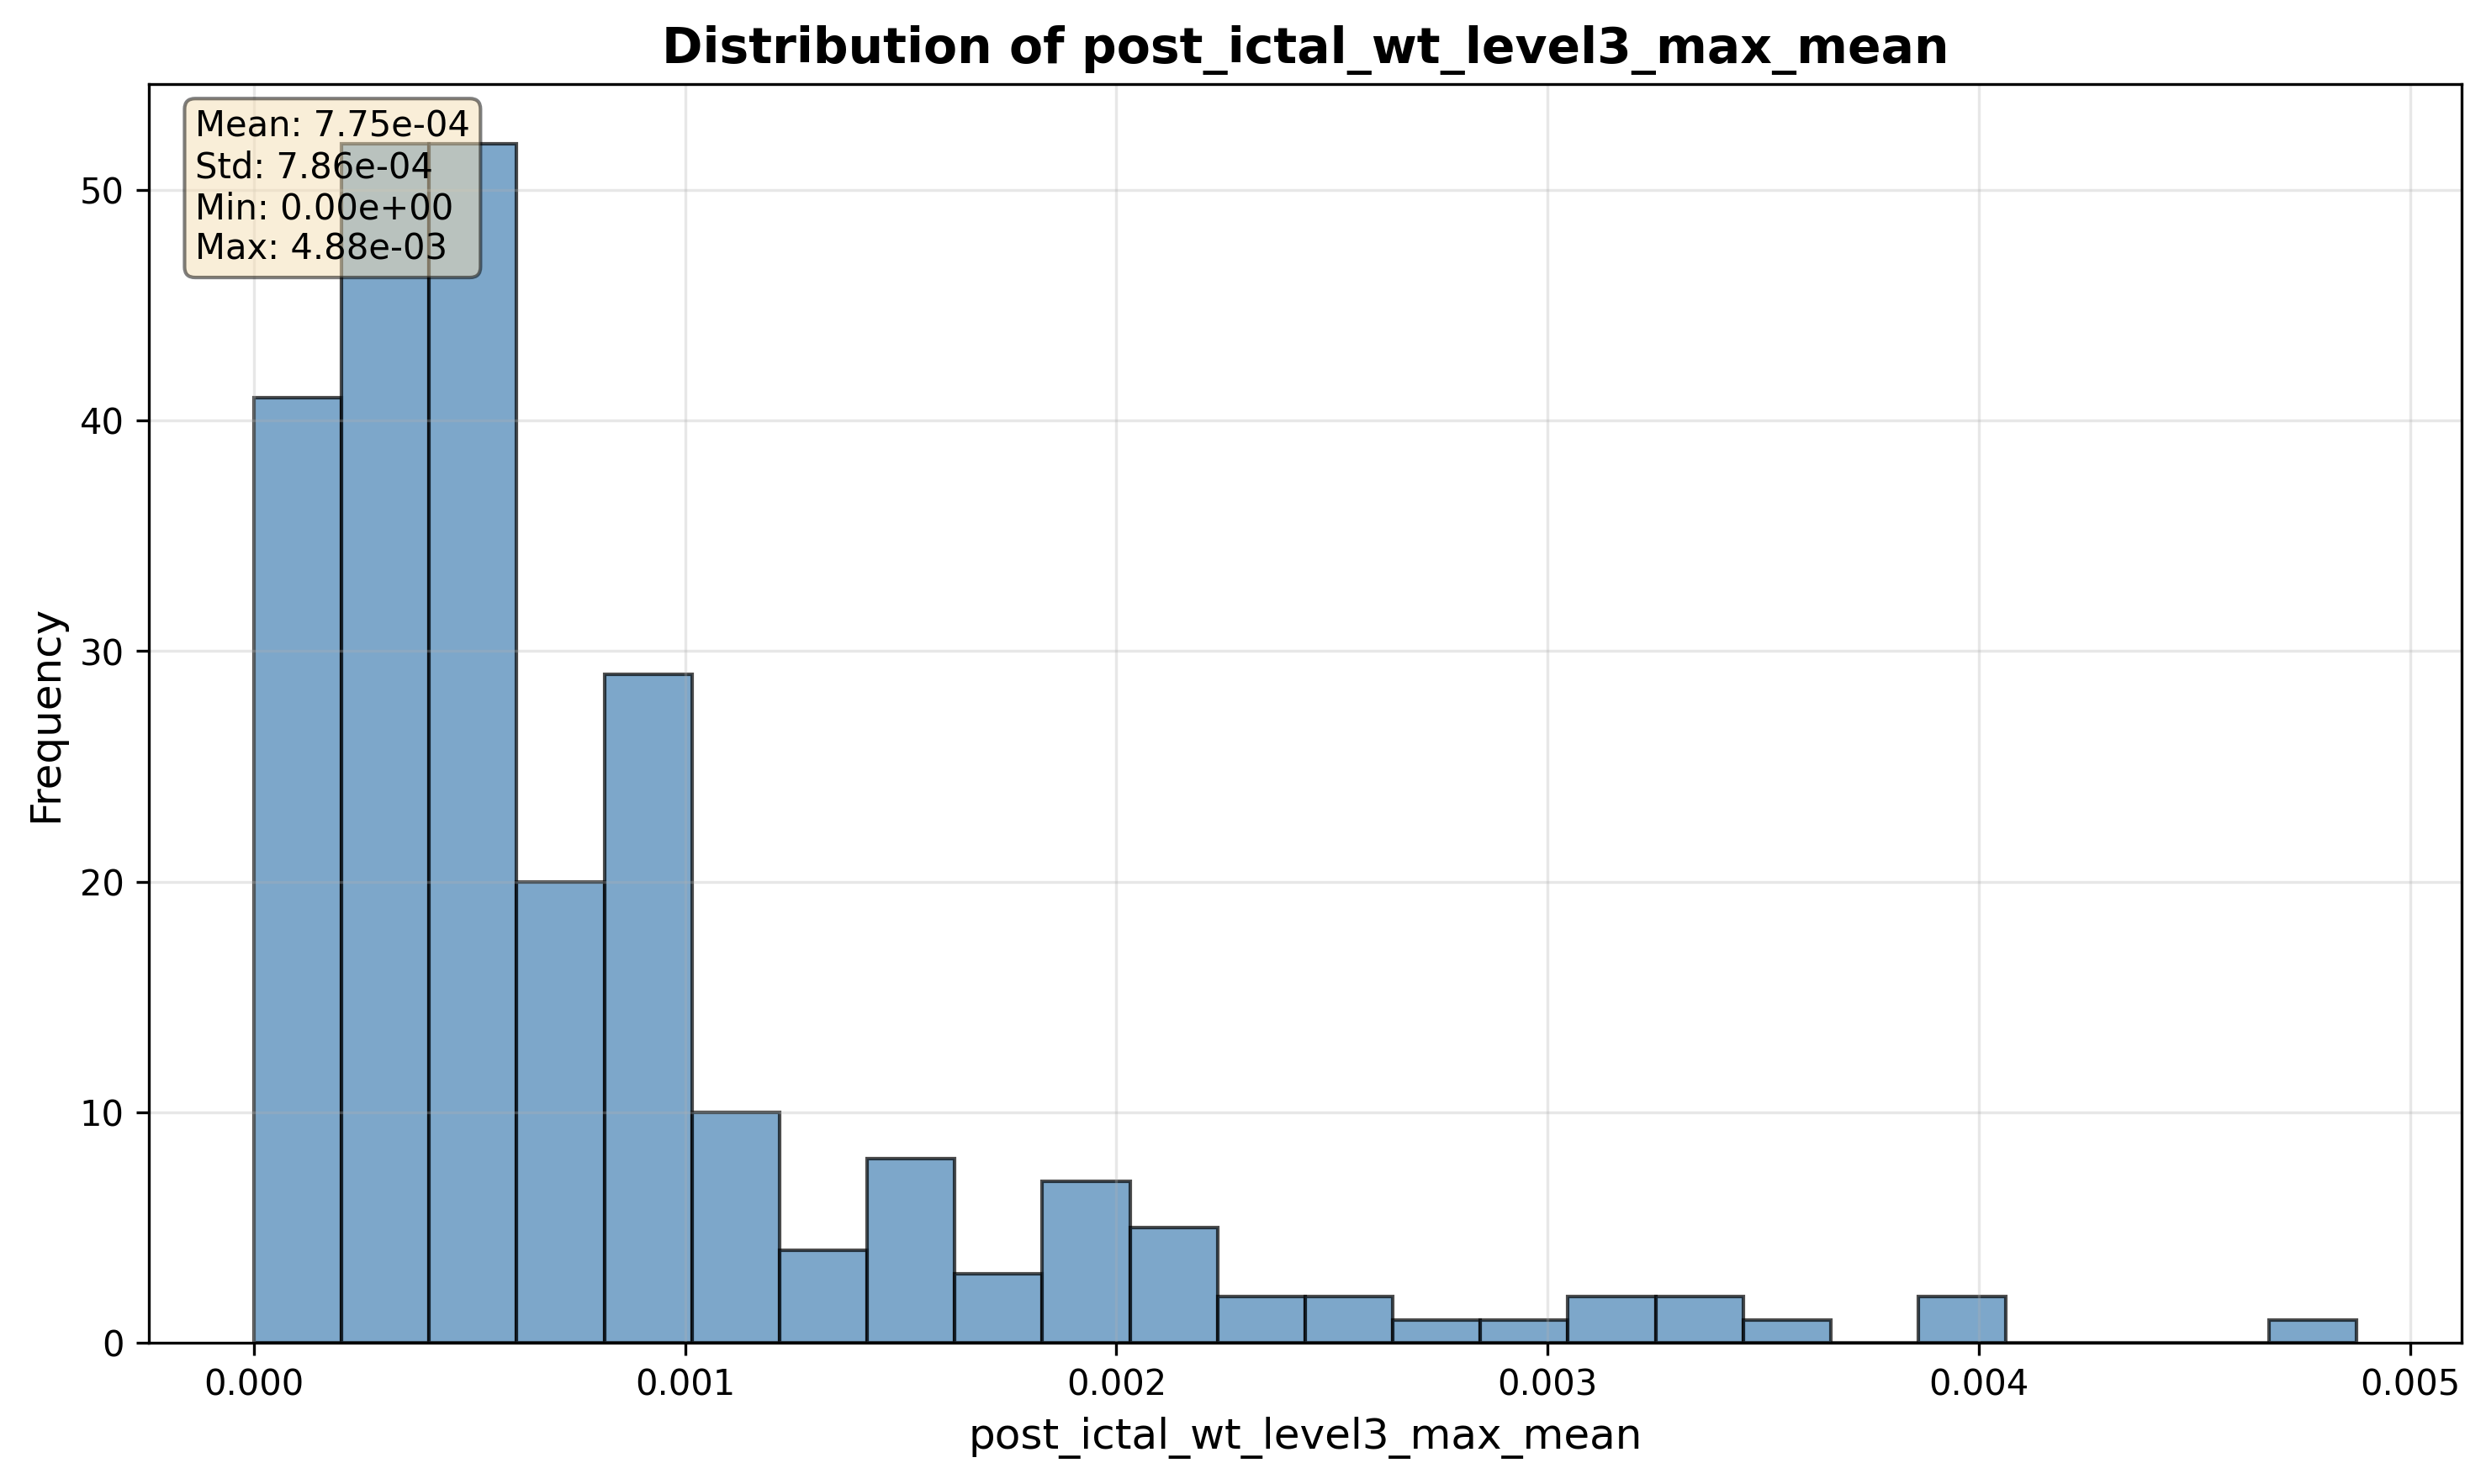 Distribution of post_ictal_wt_level3_max_mean
Mean: 7.75e-04
Std: 7.86e-04
Min: 0.00e+00
Max: 4.88e-03
Frequency
50
40
30
20
10
0
0.000 0.001 0.002 0.003 0.004 0.005
post_ictal_wt_level3_max_mean